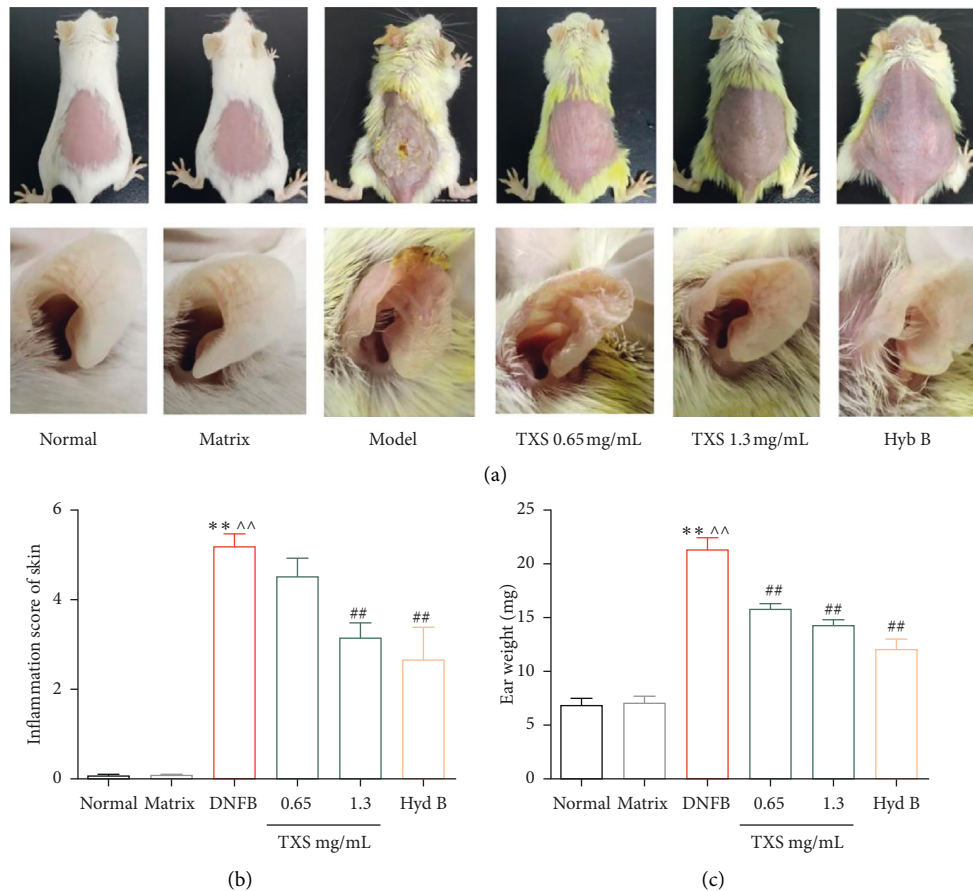 Normal
Matrix
Model
TXS 0.65 mg/mL
TXS 1.3 mg/mL
Hyb B
(a)
Inflammation score of skin
6
4
2
0
** ^^
##
##
Normal
Matrix
DNFB
0.65
1.3
Hyd B
TXS mg/mL
(b)
Ear weight (mg)
25
20
15
10
5
0
** ^^
##
##
##
Normal
Matrix
DNFB
0.65
1.3
Hyd B
TXS mg/mL
(c)